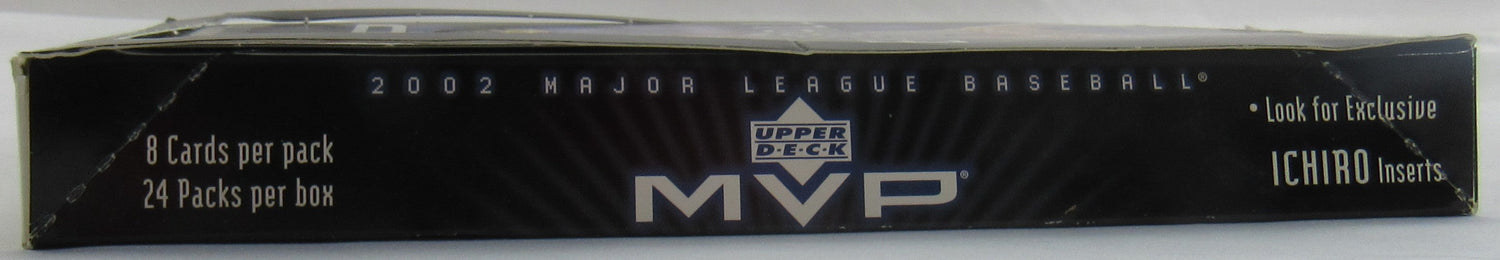 2002 MAJOR LEAGUE BASEBALL®
8 Cards per pack
24 Packs per box
UPPER
D·E·C·K
MVP®
• Look for Exclusive
ICHIRO Inserts